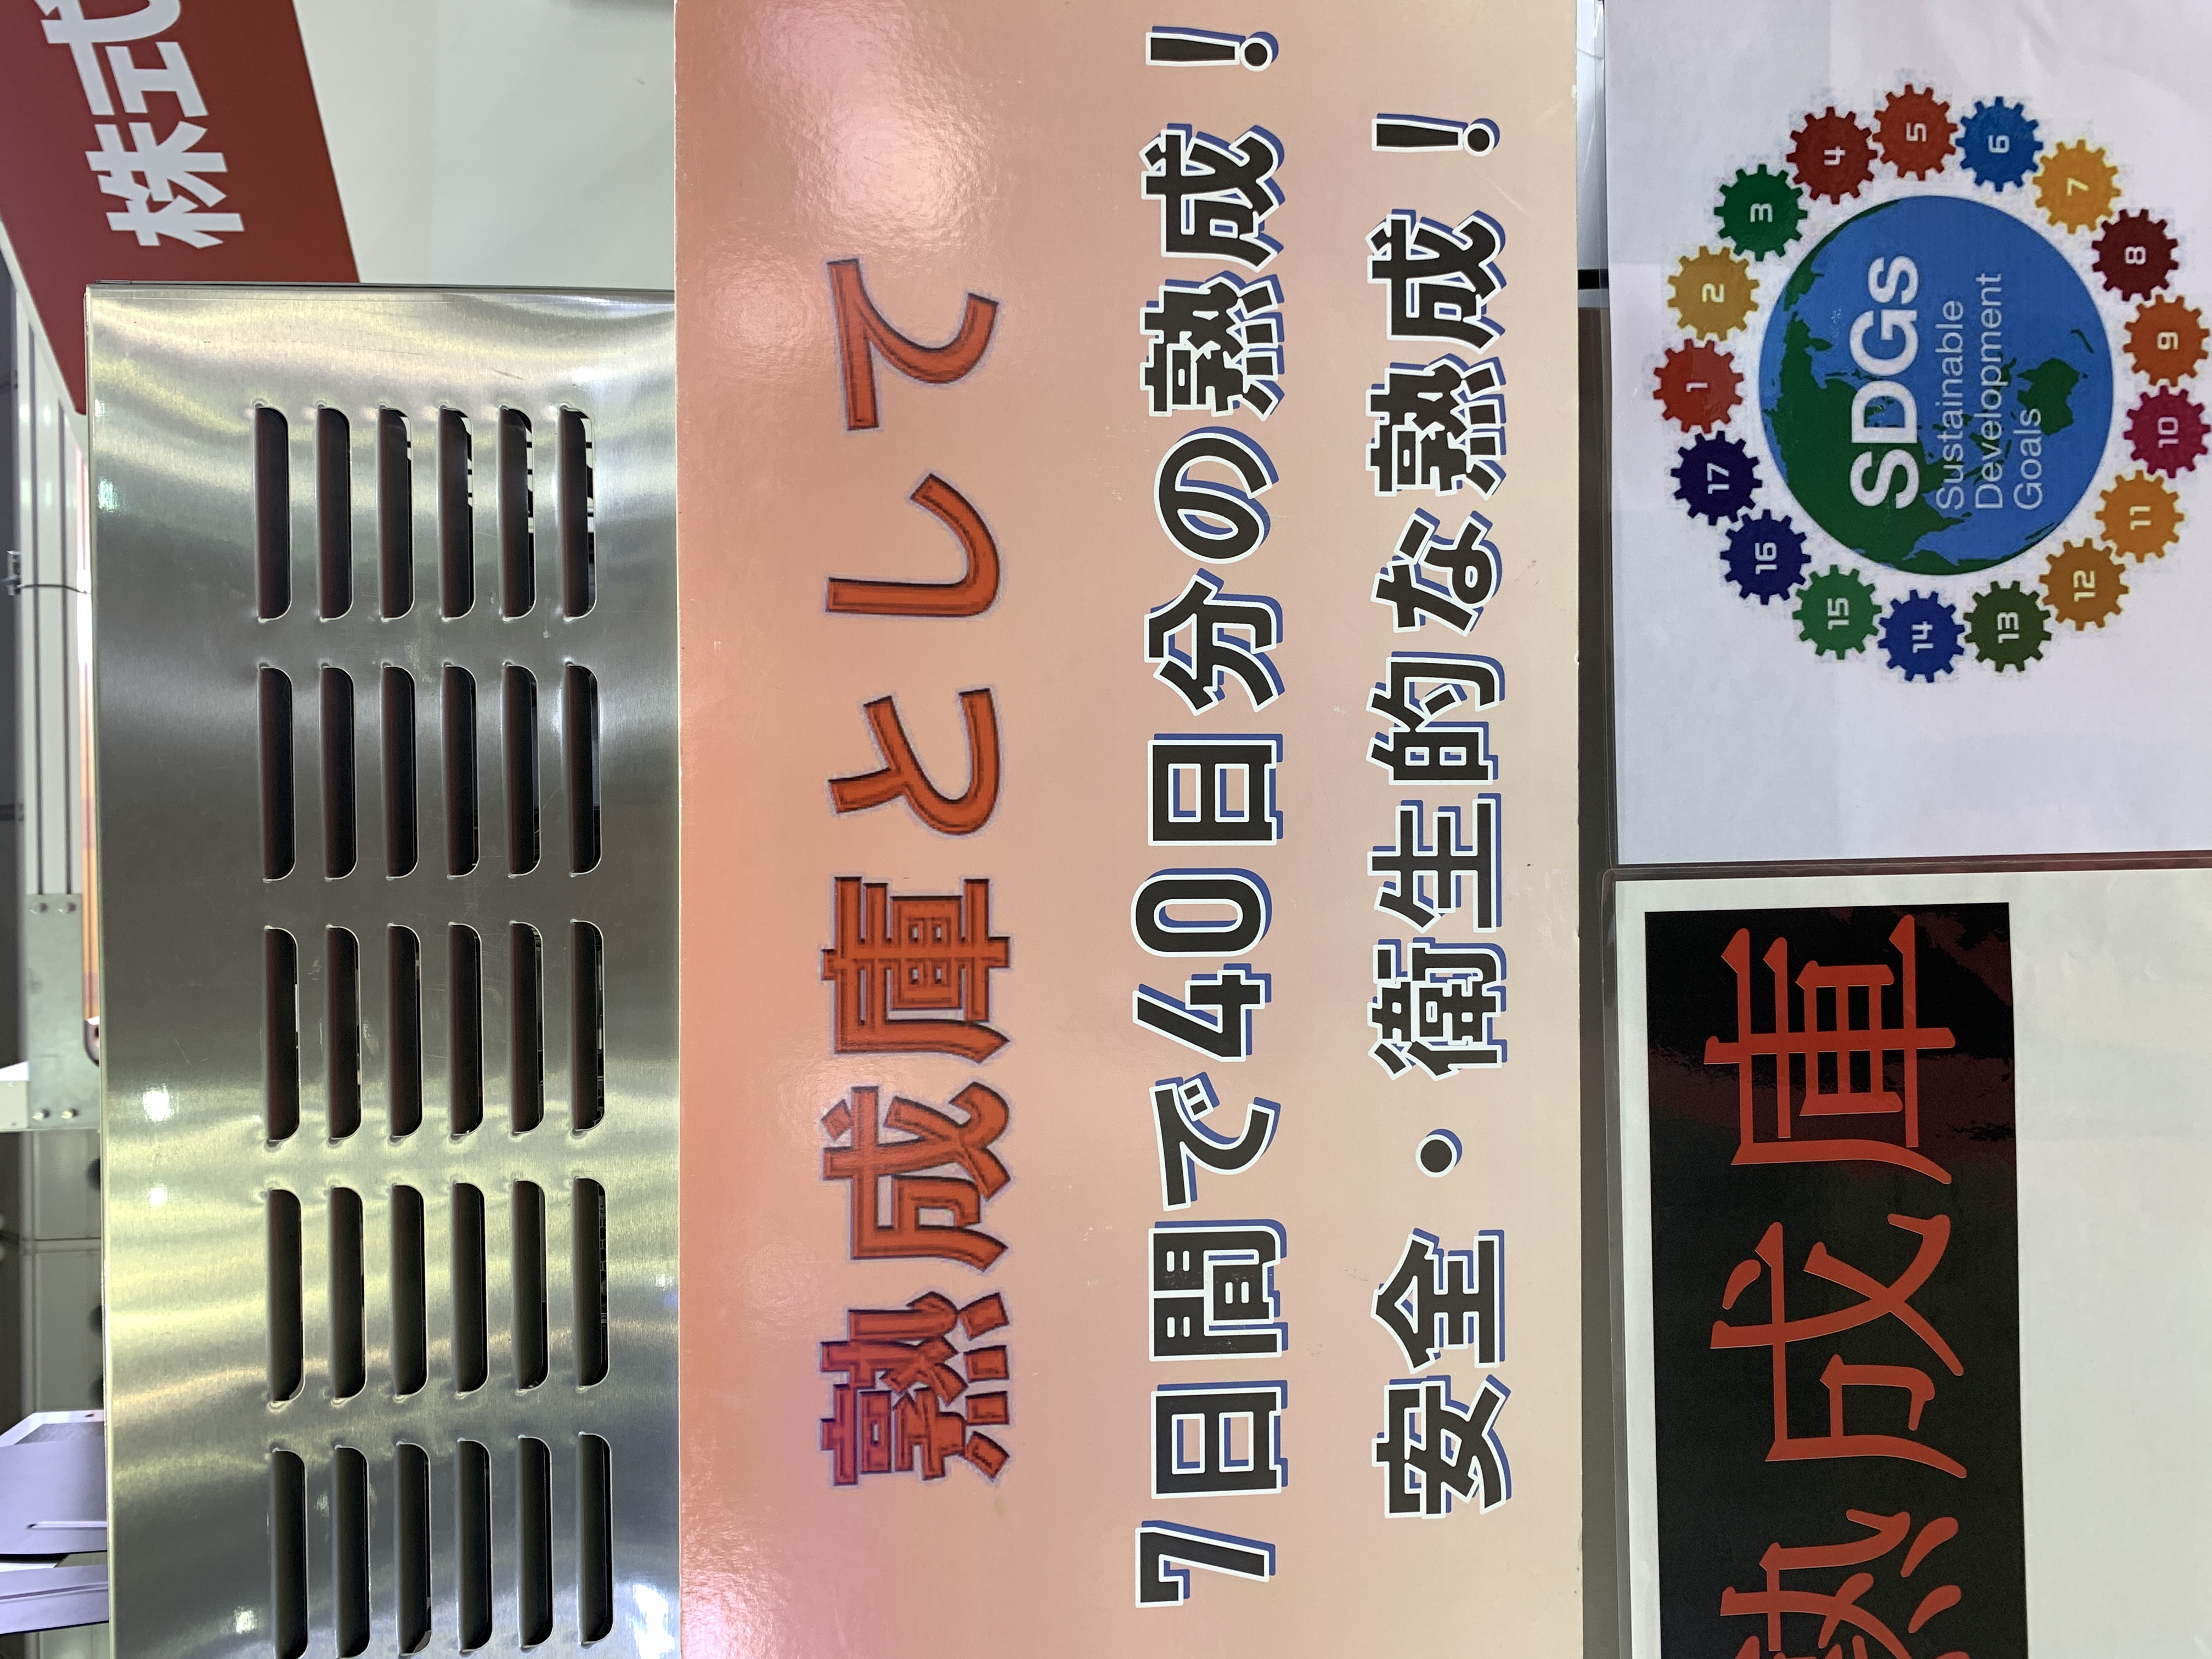 株式
熟成庫として
7日間で40日分の熟成！
安全・衛生的な熟成！
熟成庫
SDGs
Sustainable
Development
Goals
1
2
3
4
5
6
7
8
9
10
11
12
13
14
15
16
17